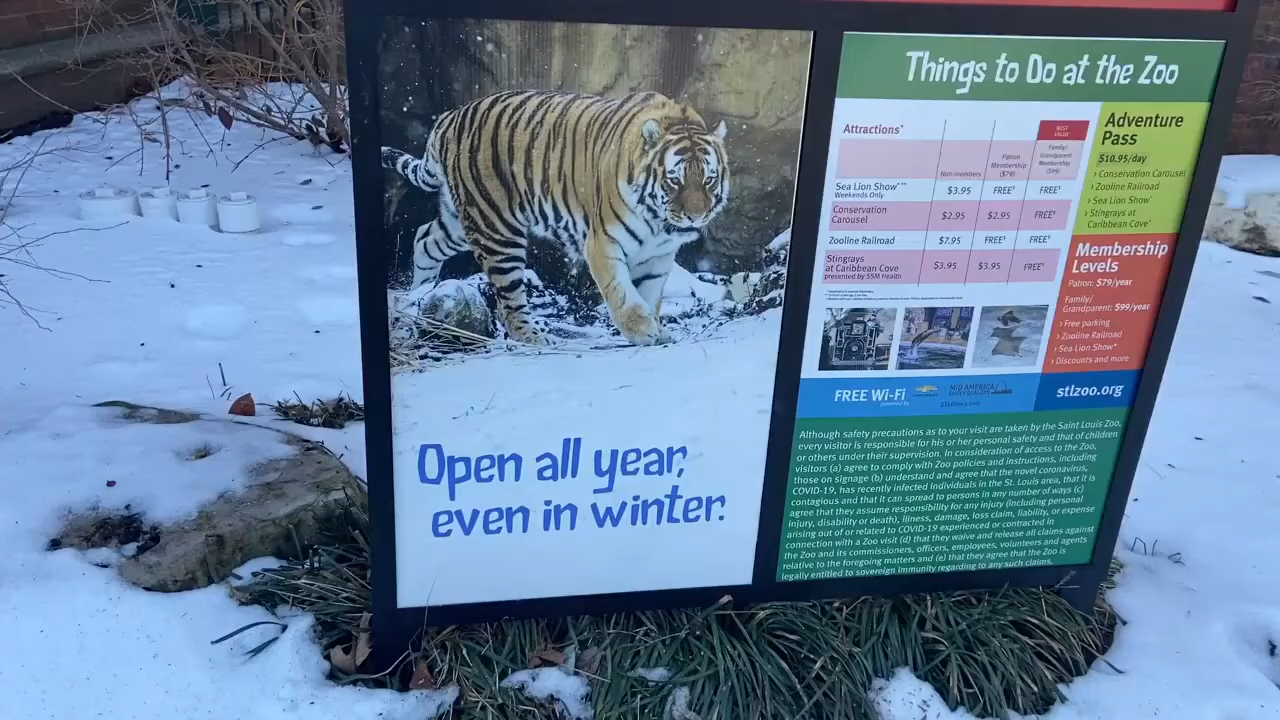 Open all year,
even in winter.
Things to Do at the Zoo
Attractions*
Non-members
Patron
Membership
($79)
BEST
VALUE
Family/
Grandparent
Membership
($99)
Sea Lion Show
Weekends Only
$3.95 FREE FREE
Conservation
Carousel
$2.95 $2.95 FREE
Zooline Railroad
$7.95 FREE FREE
Stingrays
at Caribbean Cove
presented by SSM Health
$3.95 $3.95 FREE
Adventure
Pass
$10.95/day
› Conservation Carousel
› Zooline Railroad
› Sea Lion Show*
› Stingrays at
Caribbean Cove*
Membership
Levels
Patron: $79/year
Family/
Grandparent: $99/year
› Free parking
› Zooline Railroad
› Sea Lion Show*
› Discounts and more
FREE Wi-Fi
powered by
MID AMERICA
CHEVY DEALERS
stlzoo.org
Although safety precautions as to your visit are taken by the Saint Louis Zoo,
every visitor is responsible for his or her personal safety and that of children
or others under their supervision. In consideration of access to the Zoo,
visitors (a) agree to comply with Zoo policies and instructions, including
those on signage (b) understand and agree that the novel coronavirus,
COVID-19, has recently infected individuals in the St. Louis area, that it is
contagious and that it can spread to persons in any number of ways (c)
agree that they assume responsibility for any injury (including personal
injury, disability or death), illness, damage, loss claim, liability, or expense
arising out of or related to COVID-19 experienced or contracted in
connection with a Zoo visit (d) that they waive and release all claims against
the Zoo and its commissioners, officers, employees, volunteers and agents
relative to the foregoing matters and (e) that they agree that the Zoo is
legally entitled to sovereign immunity regarding to any such claims.